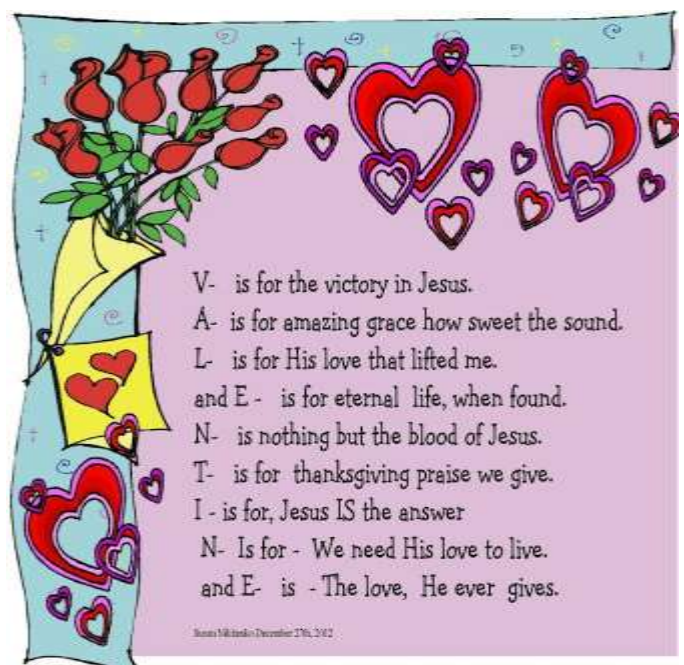 V- is for the victory in Jesus.
A- is for amazing grace how sweet the sound.
L- is for His love that lifted me.
and E - is for eternal life, when found.
N- is nothing but the blood of Jesus.
T- is for thanksgiving praise we give.
I - is for, Jesus IS the answer
N- Is for - We need His love to live.
and E- is - The love, He ever gives.
December 27th, 2012